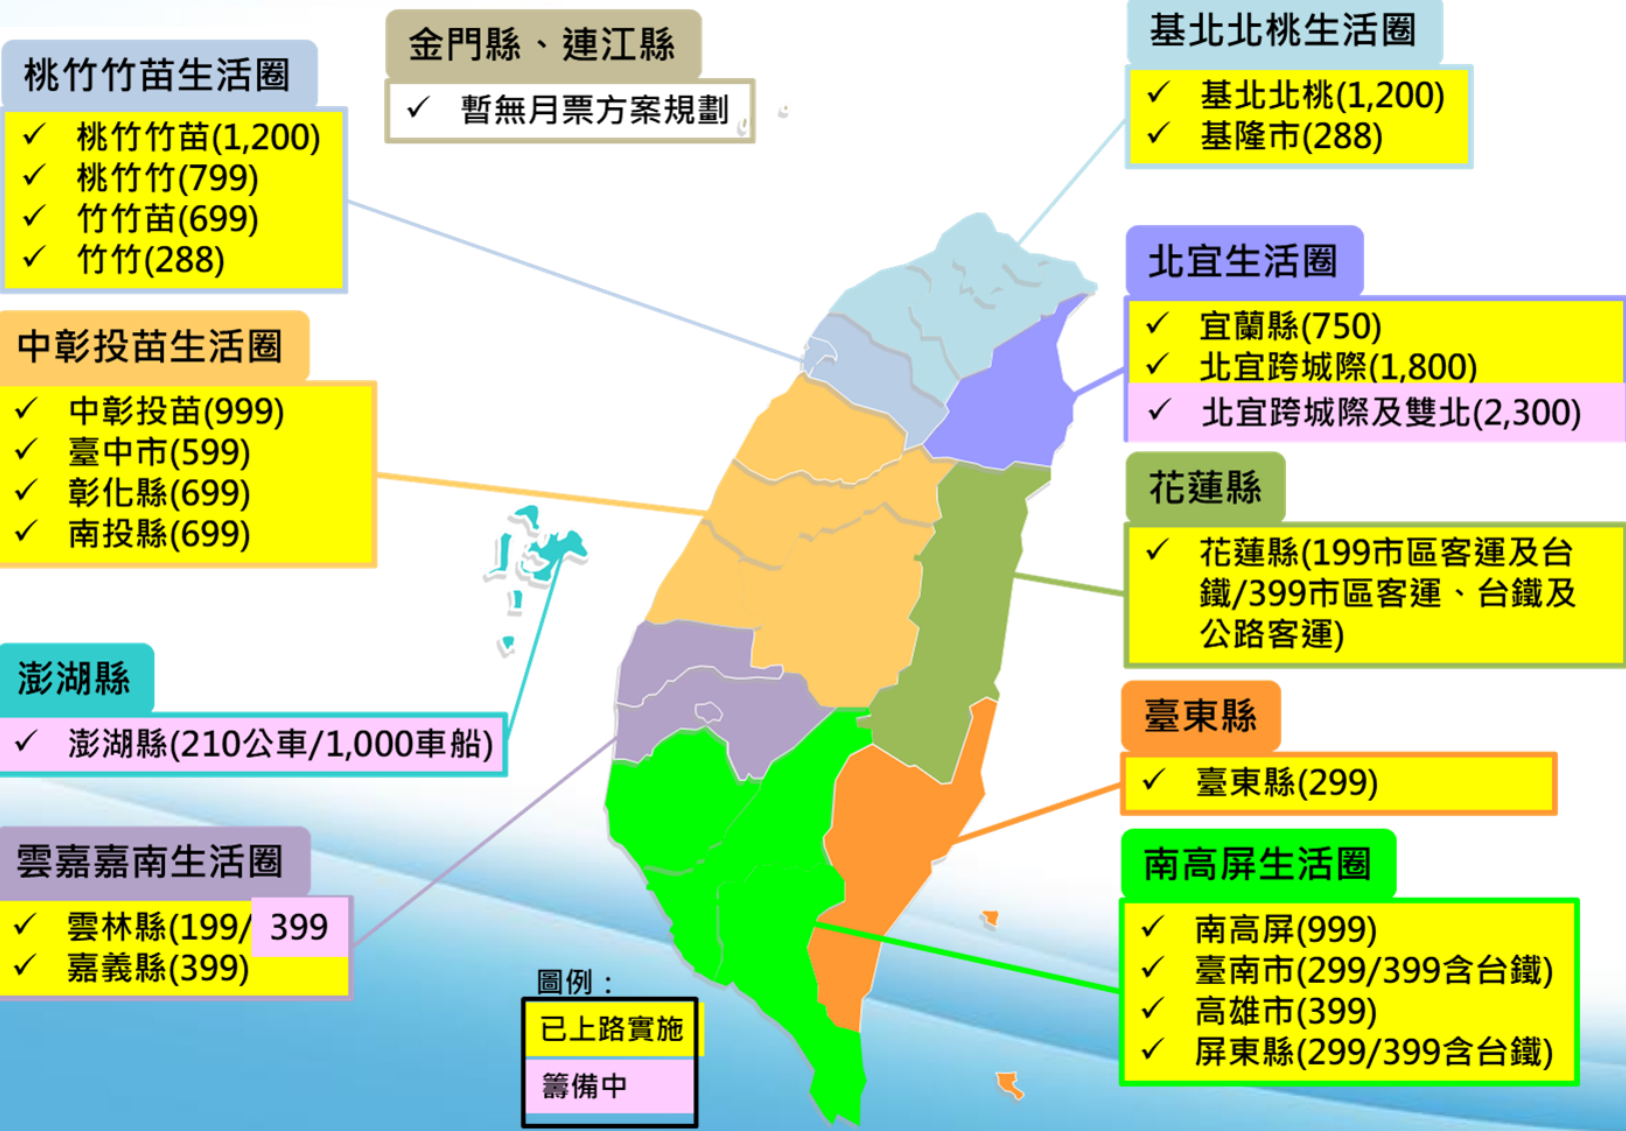 金門縣、連江縣
✓ 暫無月票方案規劃
基北北桃生活圈
✓ 基北北桃(1,200)
✓ 基隆市(288)
桃竹竹苗生活圈
✓ 桃竹竹苗(1,200)
✓ 桃竹竹(799)
✓ 竹竹苗(699)
✓ 竹竹(288)
北宜生活圈
✓ 宜蘭縣(750)
✓ 北宜跨城際(1,800)
✓ 北宜跨城際及雙北(2,300)
中彰投苗生活圈
✓ 中彰投苗(999)
✓ 臺中市(599)
✓ 彰化縣(699)
✓ 南投縣(699)
花蓮縣
✓ 花蓮縣(199市區客運及台
鐵/399市區客運、台鐵及
公路客運)
澎湖縣
✓ 澎湖縣(210公車/1,000車船)
臺東縣
✓ 臺東縣(299)
雲嘉嘉南生活圈
✓ 雲林縣(199/ 399
✓ 嘉義縣(399)
南高屏生活圈
✓ 南高屏(999)
✓ 臺南市(299/399含台鐵)
✓ 高雄市(399)
✓ 屏東縣(299/399含台鐵)
圖例：
已上路實施
籌備中